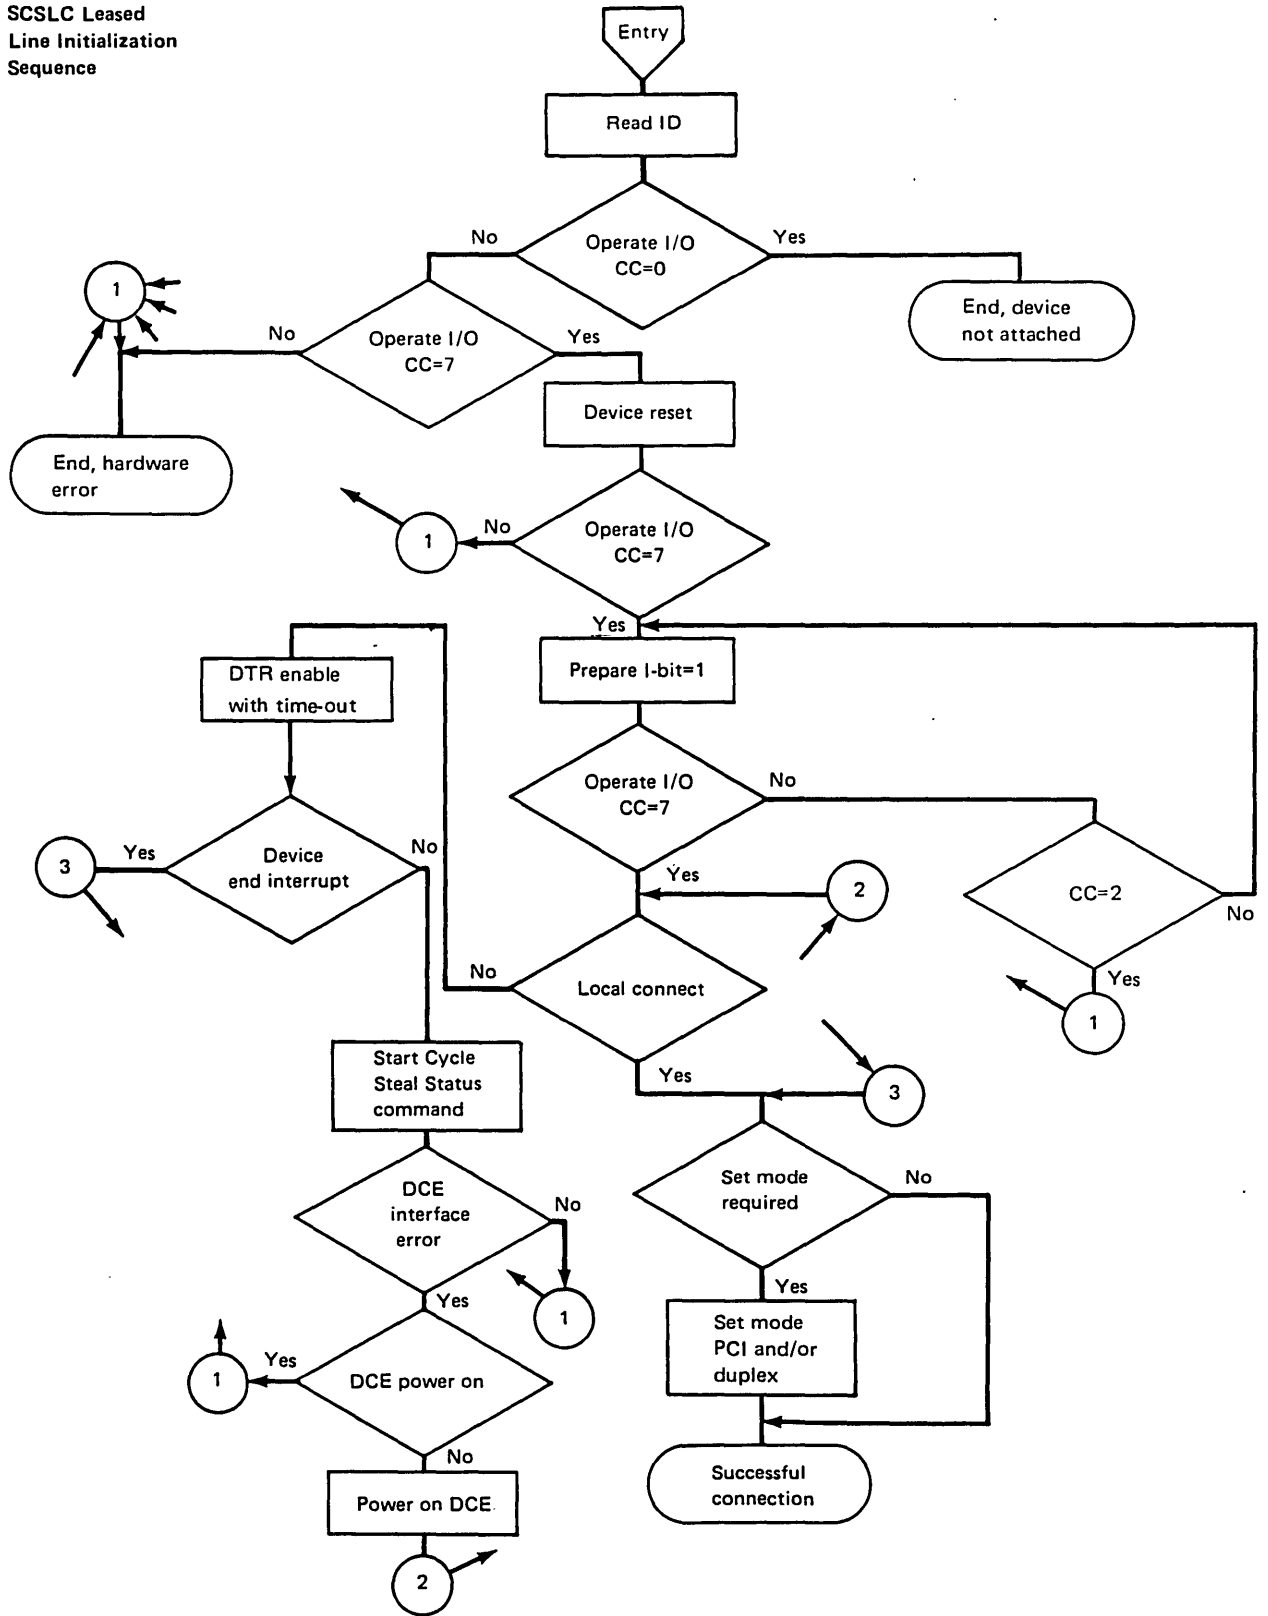 SCSLC Leased
Line Initialization
Sequence
Entry
Read ID
No
Operate I/O
CC=0
Yes
End, device
not attached
1
No
Operate I/O
CC=7
Yes
End, hardware
error
Device reset
1
No
Operate I/O
CC=7
Yes
Prepare I-bit=1
DTR enable
with time-out
Operate I/O
CC=7
No
Yes
2
CC=2
No
Yes
1
3
Yes
Device
end interrupt
No
No
Local connect
Yes
3
Start Cycle
Steal Status
command
DCE
interface
error
No
1
Yes
Set mode
required
No
Yes
Set mode
PCI and/or
duplex
1
Yes
DCE power on
No
Power on DCE
2
Successful
connection